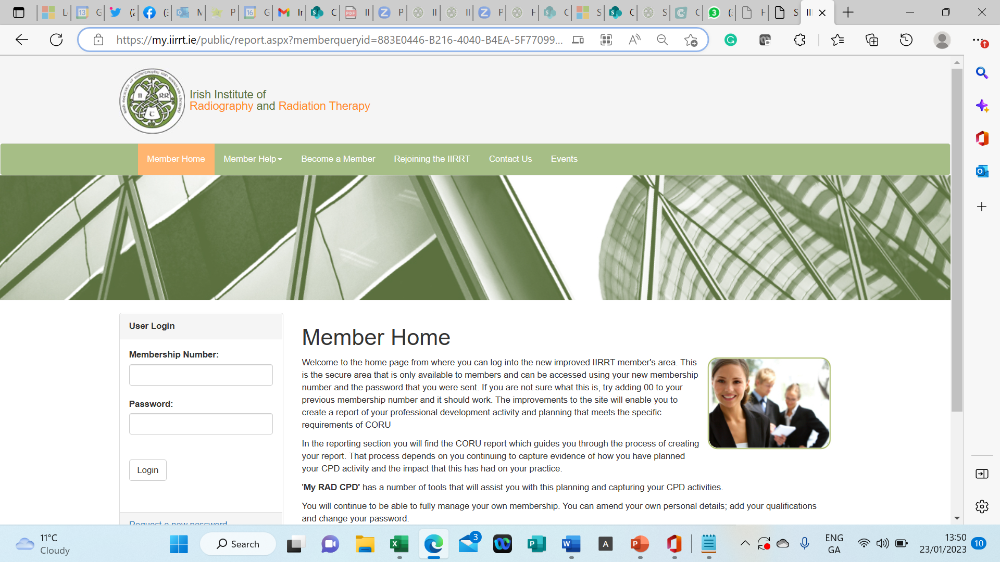 https://my.iirrt.ie/public/report.aspx?memberqueryid=883E0446-B216-4040-B4EA-5F77099...
Irish Institute of
Radiography and Radiation Therapy
Member Home
Member Help
Become a Member
Rejoining the IIRRT
Contact Us
Events
User Login
Membership Number:
Password:
Login
Request a new password
Member Home
Welcome to the home page from where you can log into the new improved IIRRT member's area. This
is the secure area that is only available to members and can be accessed using your new membership
number and the password that you were sent. If you are not sure what this is, try adding 00 to your
previous membership number and it should work. The improvements to the site will enable you to
create a report of your professional development activity and planning that meets the specific
requirements of CORU
In the reporting section you will find the CORU report which guides you through the process of creating
your report. That process depends on you continuing to capture evidence of how you have planned
your CPD activity and the impact that this has had on your practice.
'My RAD CPD' has a number of tools that will assist you with this planning and capturing your CPD activities.
You will continue to be able to fully manage your own membership. You can amend your own personal details; add your qualifications
and change your password.
11°C
Cloudy
Search
3
ENG
GA
13:50
23/01/2023
10